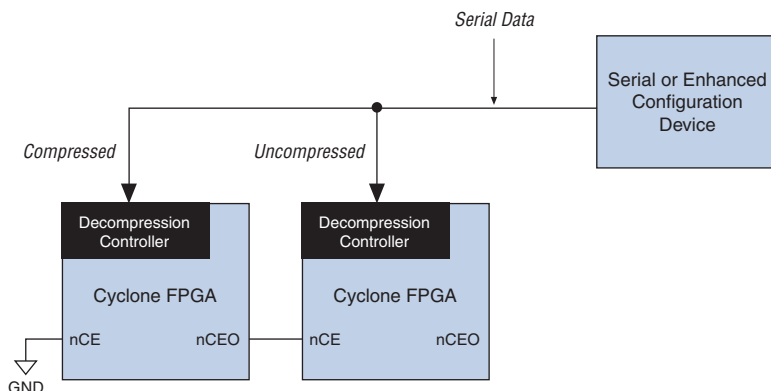 Serial Data
Serial or Enhanced
Configuration
Device
Compressed
Uncompressed
Decompression
Controller
Decompression
Controller
Cyclone FPGA
Cyclone FPGA
nCE
nCEO
nCE
nCEO
GND